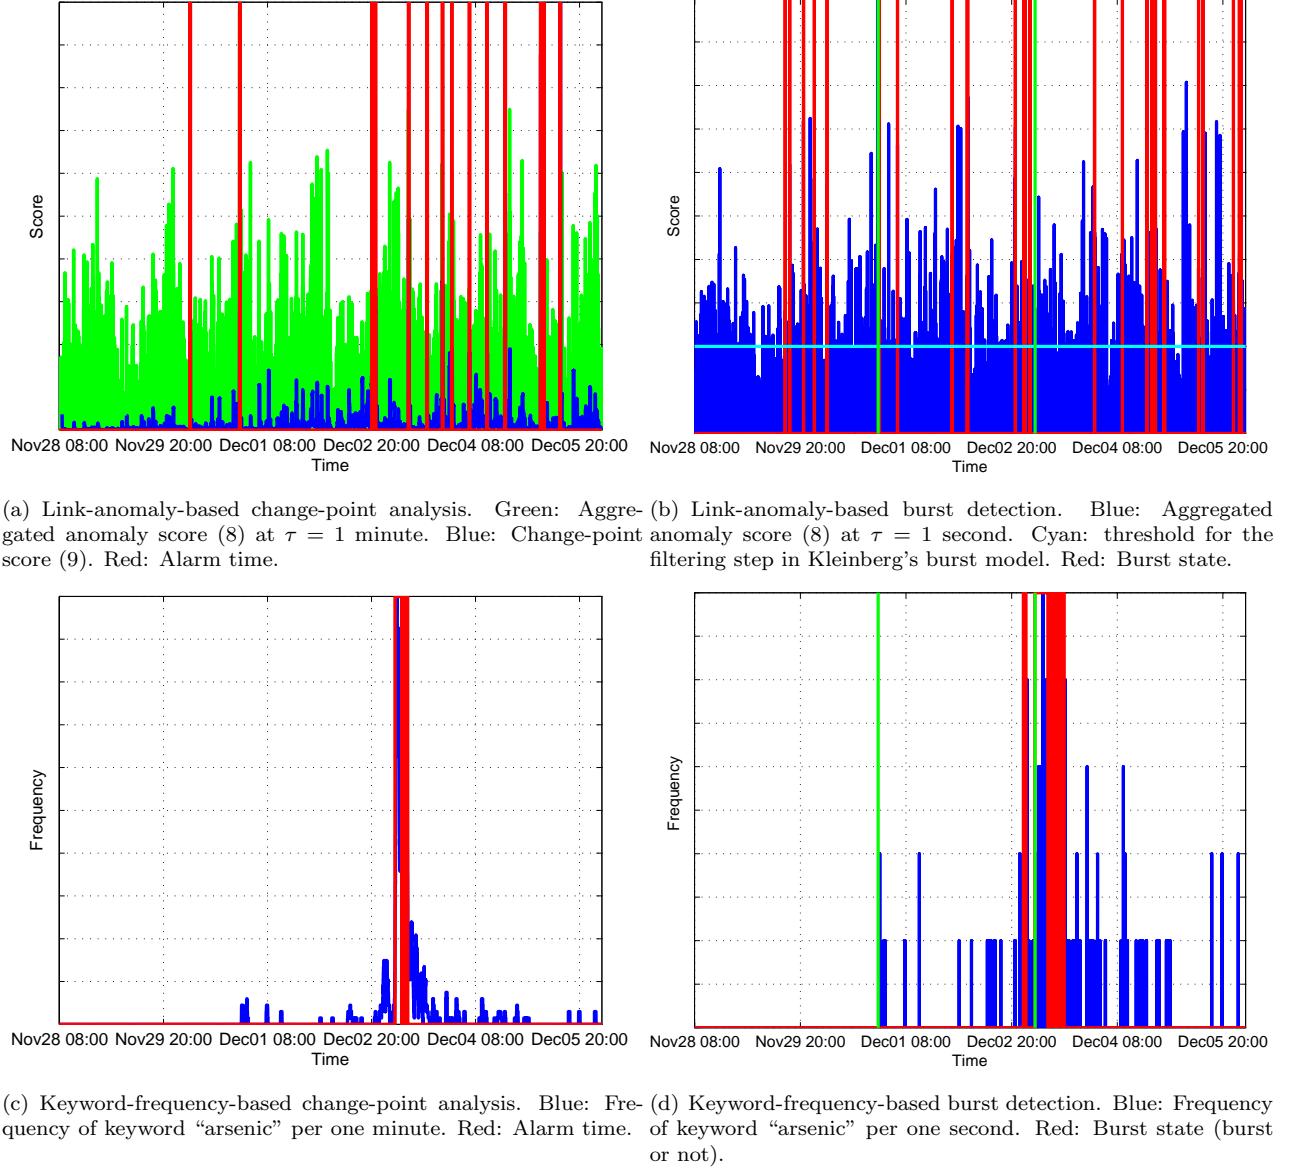 Score
Nov28 08:00 Nov29 20:00 Dec01 08:00 Dec02 20:00 Dec04 08:00 Dec05 20:00
Time
Score
Nov28 08:00 Nov29 20:00 Dec01 08:00 Dec02 20:00 Dec04 08:00 Dec05 20:00
Time
(a) Link-anomaly-based change-point analysis. Green: Aggre-
gated anomaly score (8) at τ = 1 minute. Blue: Change-point
score (9). Red: Alarm time.
(b) Link-anomaly-based burst detection. Blue: Aggregated
anomaly score (8) at τ = 1 second. Cyan: threshold for the
filtering step in Kleinberg's burst model. Red: Burst state.
Frequency
Nov28 08:00 Nov29 20:00 Dec01 08:00 Dec02 20:00 Dec04 08:00 Dec05 20:00
Time
Frequency
Nov28 08:00 Nov29 20:00 Dec01 08:00 Dec02 20:00 Dec04 08:00 Dec05 20:00
Time
(c) Keyword-frequency-based change-point analysis. Blue: Fre-
quency of keyword “arsenic” per one minute. Red: Alarm time.
(d) Keyword-frequency-based burst detection. Blue: Frequency
of keyword “arsenic” per one second. Red: Burst state (burst
or not).